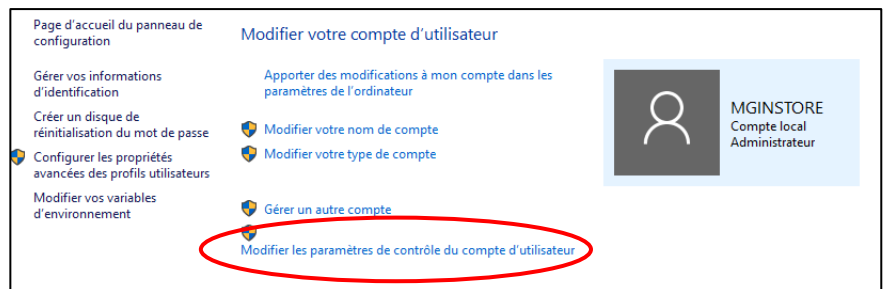 Page d'accueil du panneau de
configuration
Gérer vos informations
d'identification
Créer un disque de
réinitialisation du mot de passe
Configurer les propriétés
avancées des profils utilisateurs
Modifier vos variables
d'environnement
Modifier votre compte d'utilisateur
Apporter des modifications à mon compte dans les
paramètres de l'ordinateur
Modifier votre nom de compte
Modifier votre type de compte
Gérer un autre compte
Modifier les paramètres de contrôle du compte d'utilisateur
MGINSTORE
Compte local
Administrateur